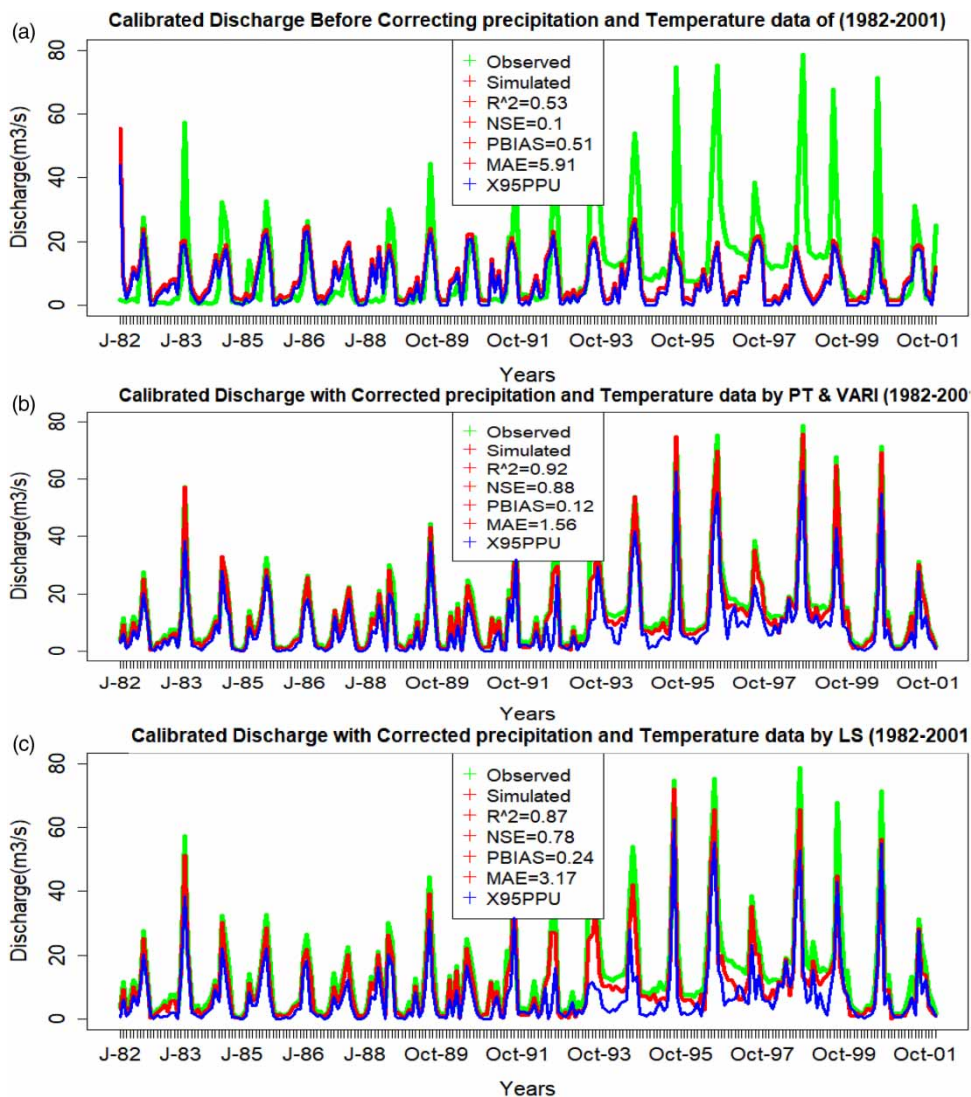 (a)
Calibrated Discharge Before Correcting precipitation and Temperature data of (1982-2001)
Discharge(m3/s)
80
60
40
20
0
Observed
Simulated
R^2=0.53
NSE=0.1
PBIAS=0.51
MAE=5.91
X95PPU
J-82 J-83 J-85 J-86 J-88 Oct-89 Oct-91 Oct-93 Oct-95 Oct-97 Oct-99 Oct-01
Years
(b)
Calibrated Discharge with Corrected precipitation and Temperature data by PT & VARI (1982-200
Discharge(m3/s)
80
60
40
20
0
Observed
Simulated
R^2=0.92
NSE=0.88
PBIAS=0.12
MAE=1.56
X95PPU
J-82 J-83 J-85 J-86 J-88 Oct-89 Oct-91 Oct-93 Oct-95 Oct-97 Oct-99 Oct-01
Years
(c)
Calibrated Discharge with Corrected precipitation and Temperature data by LS (1982-2001
Discharge(m3/s)
80
60
40
20
0
Observed
Simulated
R^2=0.87
NSE=0.78
PBIAS=0.24
MAE=3.17
X95PPU
J-82 J-83 J-85 J-86 J-88 Oct-89 Oct-91 Oct-93 Oct-95 Oct-97 Oct-99 Oct-01
Years